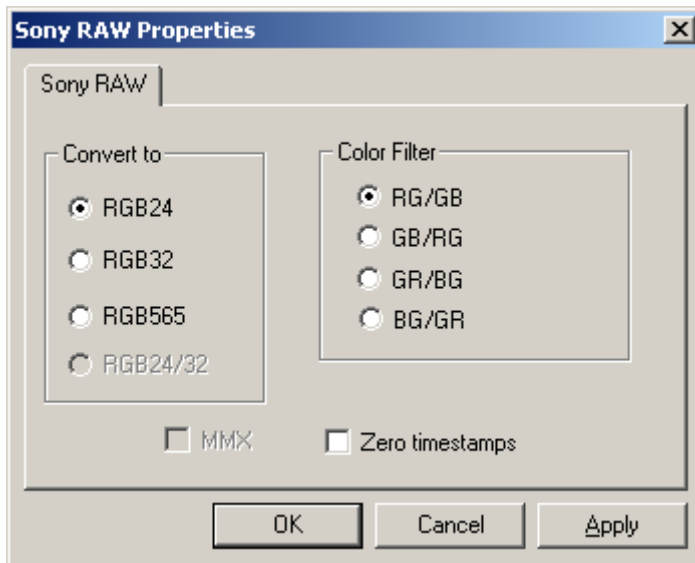 Sony RAW Properties
Sony RAW
Convert to
RGB24
RGB32
RGB565
RGB24/32
Color Filter
RG/GB
GB/RG
GR/BG
BG/GR
MMX
Zero timestamps
OK
Cancel
Apply